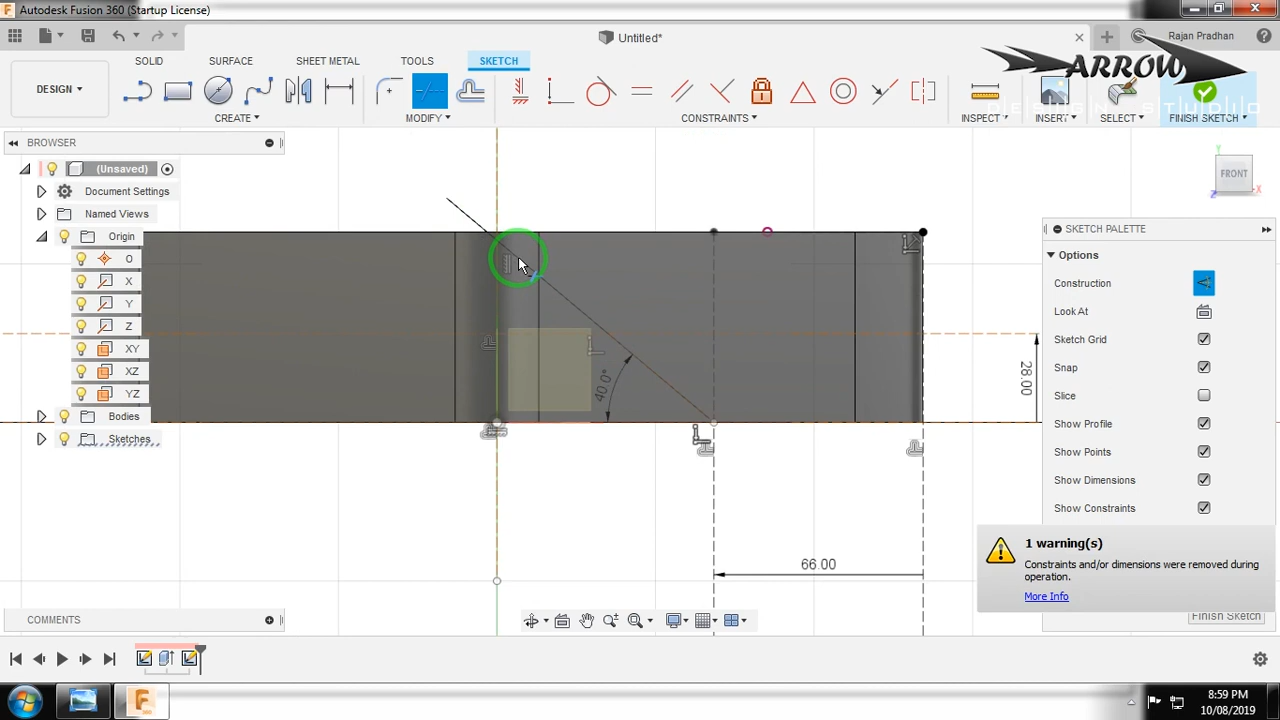 Autodesk Fusion 360 (Startup License)
Untitled*
Rajan Pradhan
ARROW
DESIGN STUDIO
DESIGN
SOLID SURFACE SHEET METAL TOOLS SKETCH
CREATE MODIFY CONSTRAINTS INSPECT INSERT SELECT FINISH SKETCH
BROWSER
(Unsaved)
Document Settings
Named Views
Origin
O
X
Y
Z
XY
XZ
YZ
Bodies
Sketches
FRONT
Y
X
Z
40.0°
28.00
66.00
SKETCH PALETTE
Options
Construction
Look At
Sketch Grid
Snap
Slice
Show Profile
Show Points
Show Dimensions
Show Constraints
1 warning(s)
Constraints and/or dimensions were removed during
operation.
More Info
Finish Sketch
COMMENTS
8:59 PM
10/08/2019